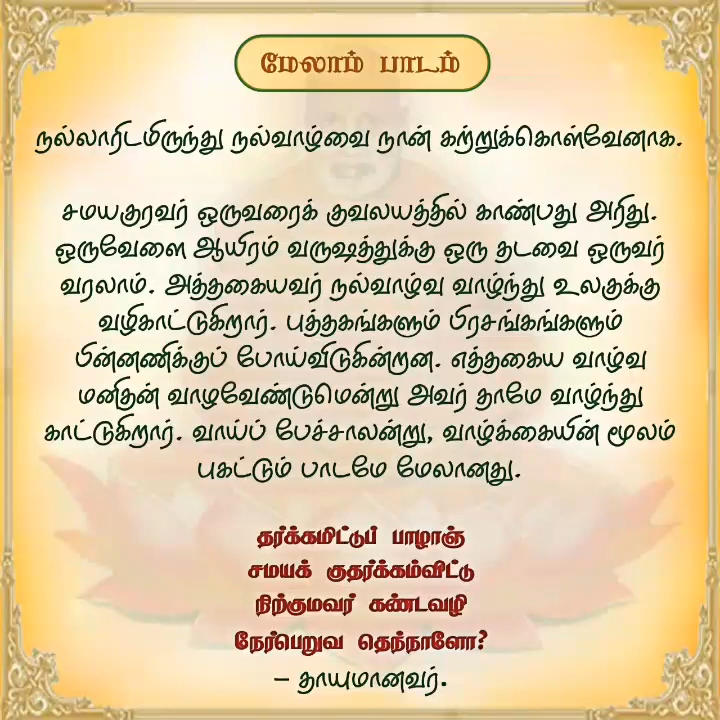 மேலாம் பாடம்
நல்லாரிடமிருந்து நல்வாழ்வை நான் கற்றுக்கொள்வேனாக.
சமயகுரவர் ஒருவரைக் குவலயத்தில் காண்பது அரிது.
ஒருவேளை ஆயிரம் வருஷத்துக்கு ஒரு தடவை ஒருவர்
வரலாம். அத்தகையவர் நல்வாழ்வு வாழ்ந்து உலகுக்கு
வழிகாட்டுகிறார். புத்தகங்களும் பிரசங்கங்களும்
பின்னணிக்குப் போய்விடுகின்றன. எத்தகைய வாழ்வு
மனிதன் வாழவேண்டுமென்று அவர் தாமே வாழ்ந்து
காட்டுகிறார். வாய்ப் பேச்சாலன்று, வாழ்க்கையின் மூலம்
புகட்டும் பாடமே மேலானது.
தர்க்கமிட்டுப் பாழாஞ்
சமயக் குதர்க்கம்விட்டு
நிற்குமவர் கண்டவழி
நேர்பெறுவ தெந்நாளோ?
– தாயுமானவர்.